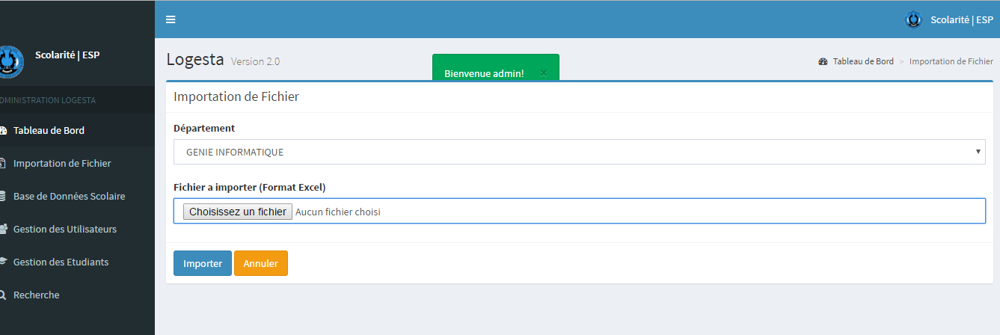 Scolarité | ESP
Scolarité | ESP
Logesta Version 2.0
Bienvenue admin! ×
Tableau de Bord > Importation de Fichier
DMINISTRATION LOGESTA
Tableau de Bord
Importation de Fichier
Base de Données Scolaire
Gestion des Utilisateurs
Gestion des Etudiants
Recherche
Importation de Fichier
Département
GENIE INFORMATIQUE
Fichier a importer (Format Excel)
Choisissez un fichier Aucun fichier choisi
Importer Annuler